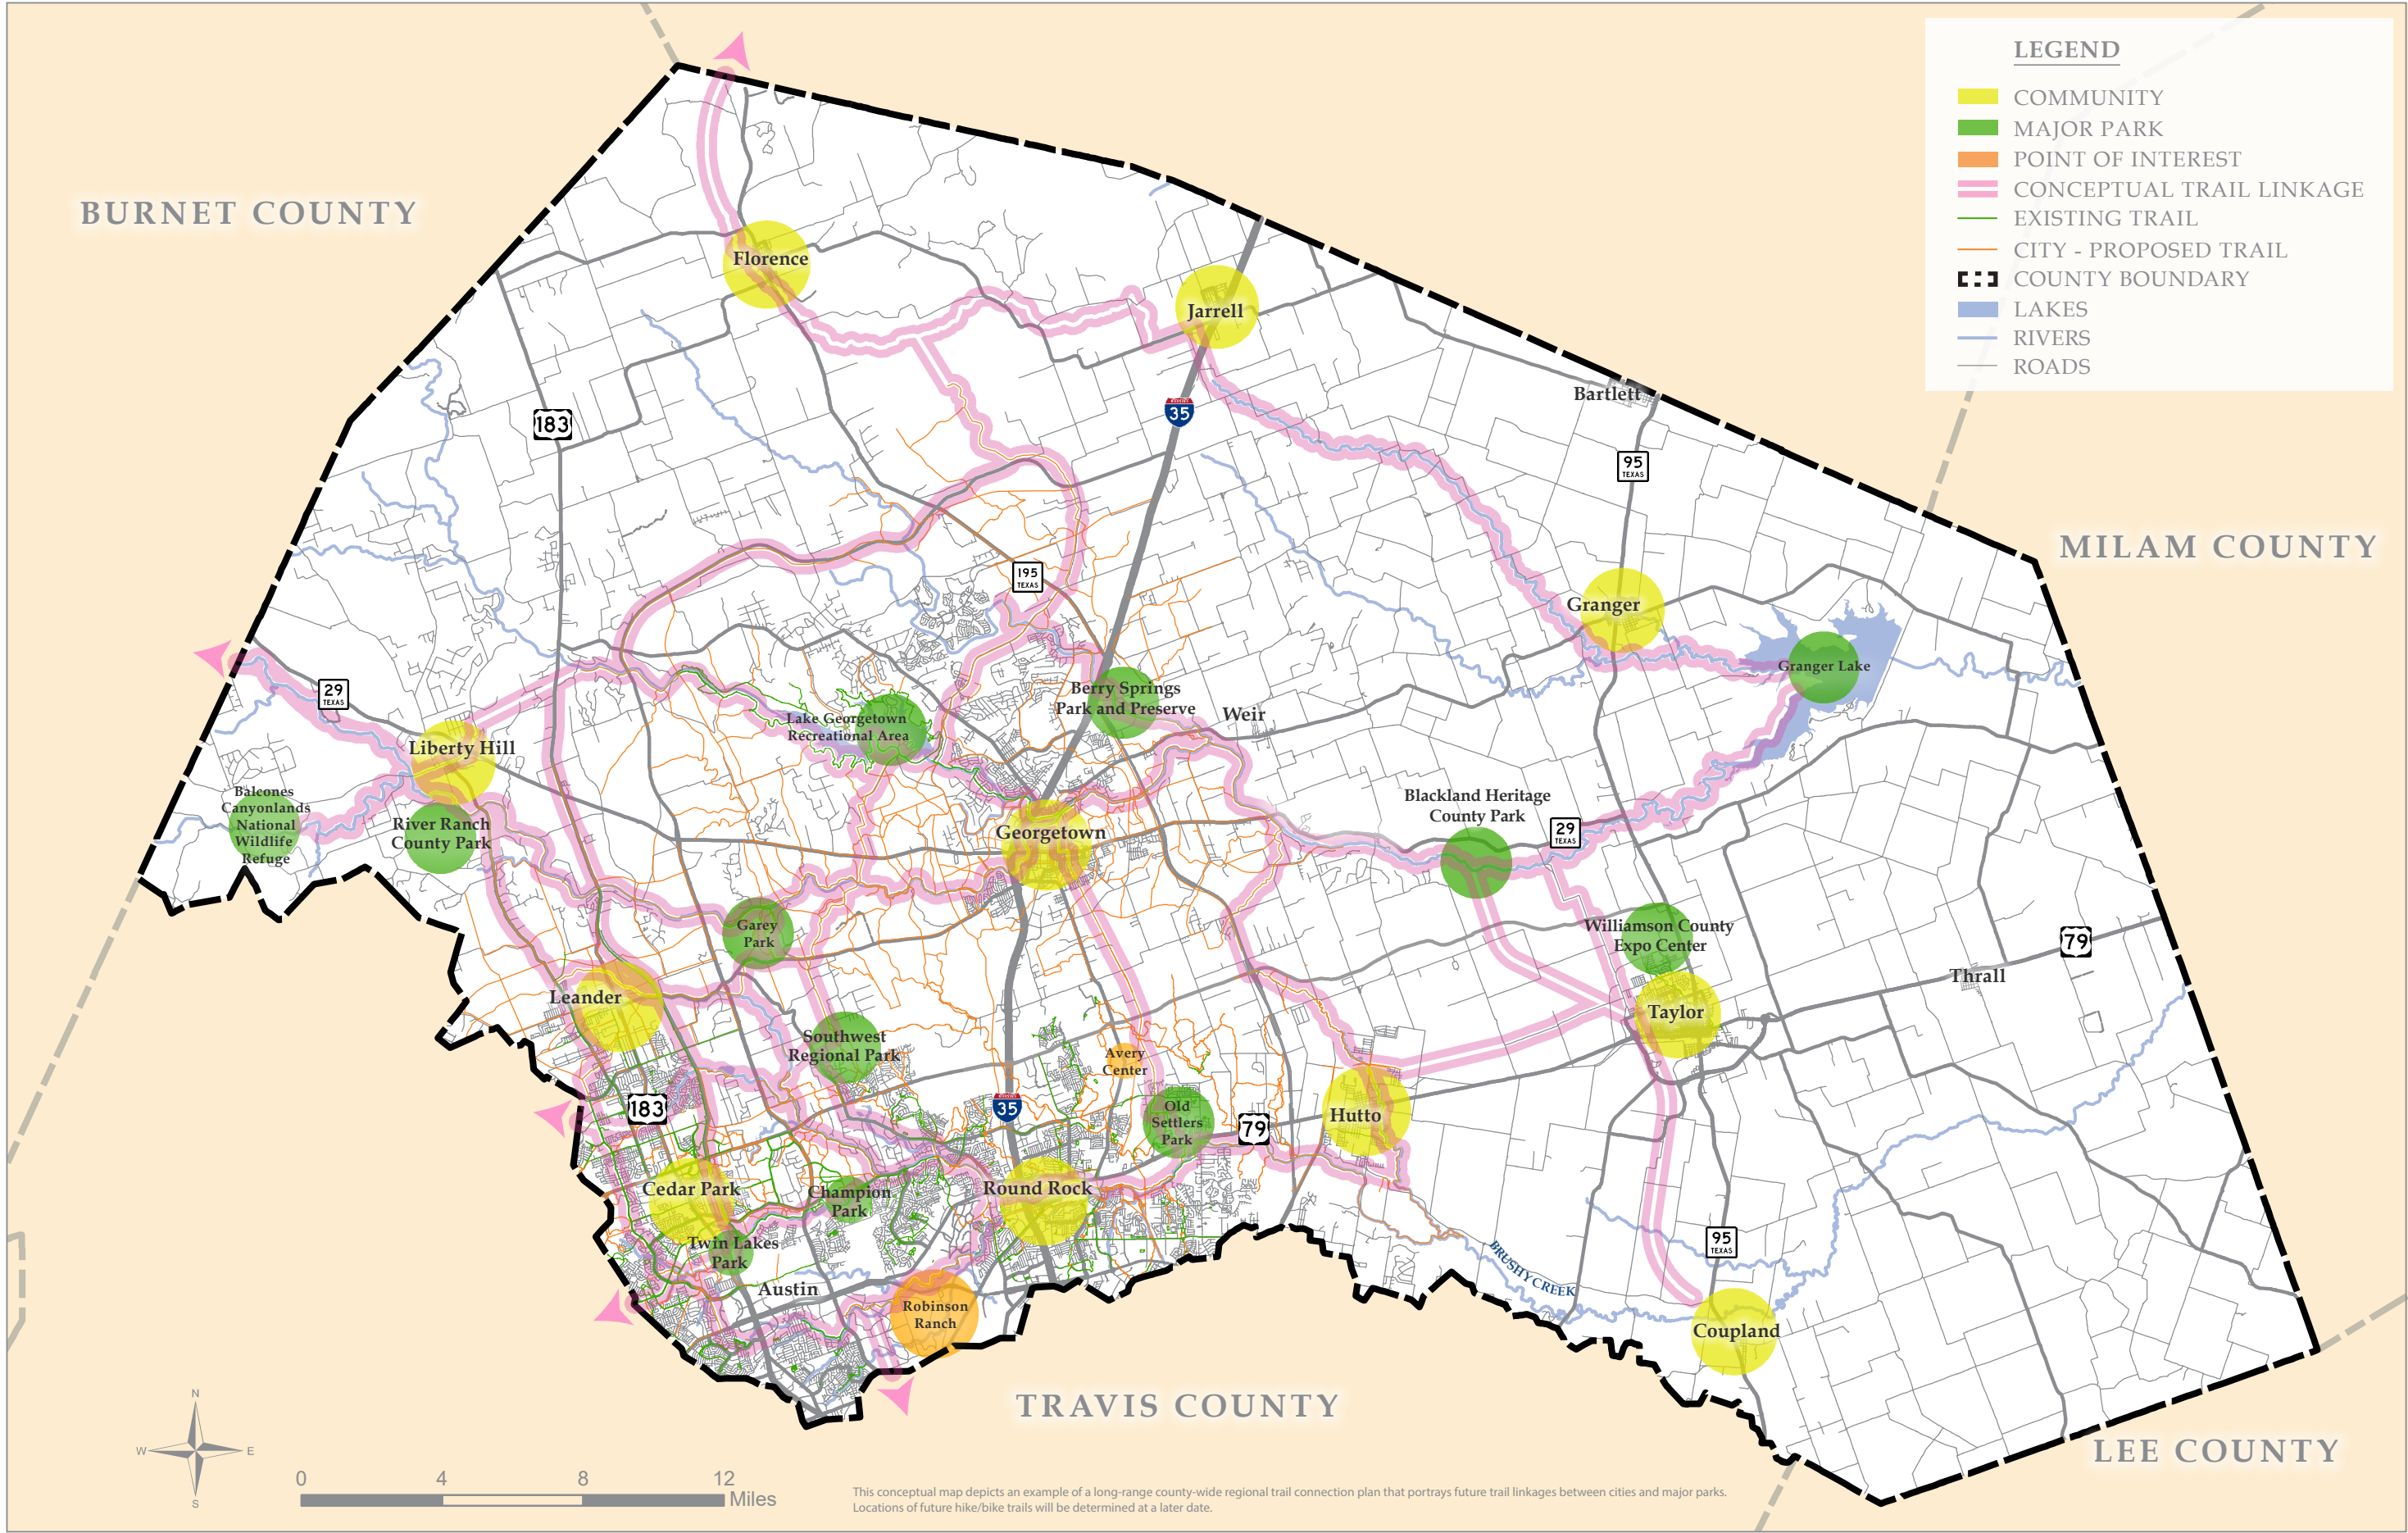 LEGEND
COMMUNITY
MAJOR PARK
POINT OF INTEREST
CONCEPTUAL TRAIL LINKAGE
EXISTING TRAIL
CITY - PROPOSED TRAIL
COUNTY BOUNDARY
LAKES
RIVERS
ROADS
BURNET COUNTY
Florence
Jarrell
Bartlett
35
183
95
TEXAS
MILAM COUNTY
195
TEXAS
Granger
Granger Lake
29
TEXAS
Berry Springs
Park and Preserve
Weir
Lake Georgetown
Recreational Area
Liberty Hill
Balcones
Canyonlands
National
Wildlife
Refuge
River Ranch
County Park
Georgetown
Blackland Heritage
County Park
29
TEXAS
Garey
Park
Williamson County
Expo Center
79
Thrall
Leander
Taylor
Southwest
Regional Park
Avery
Center
183
35
Old
Settlers
Park
79
Hutto
Cedar Park
Champion
Park
Round Rock
Twin Lakes
Park
Austin
95
TEXAS
BRUSHY CREEK
Robinson
Ranch
Coupland
TRAVIS COUNTY
LEE COUNTY
N
W
E
S
0
4
8
12
Miles
This conceptual map depicts an example of a long-range county-wide regional trail connection plan that portrays future trail linkages between cities and major parks.
Locations of future hike/bike trails will be determined at a later date.